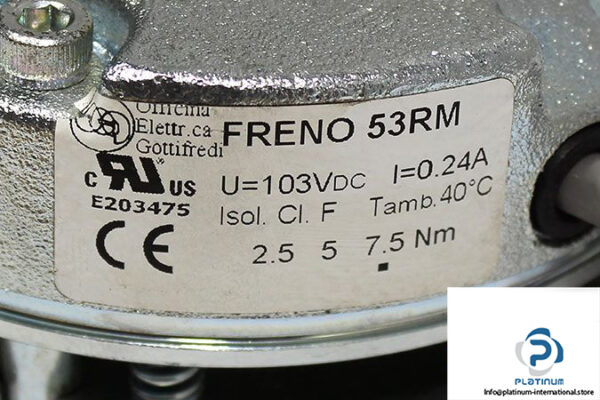 Officina
Elettr.ca
Gottifredi
FRENO 53RM
c RU US
E203475
U=103VDC I=0.24A
Isol. Cl. F Tamb.40°C
CE
2.5 5 7.5 Nm
PLATINUM
Info@platinum-international.store